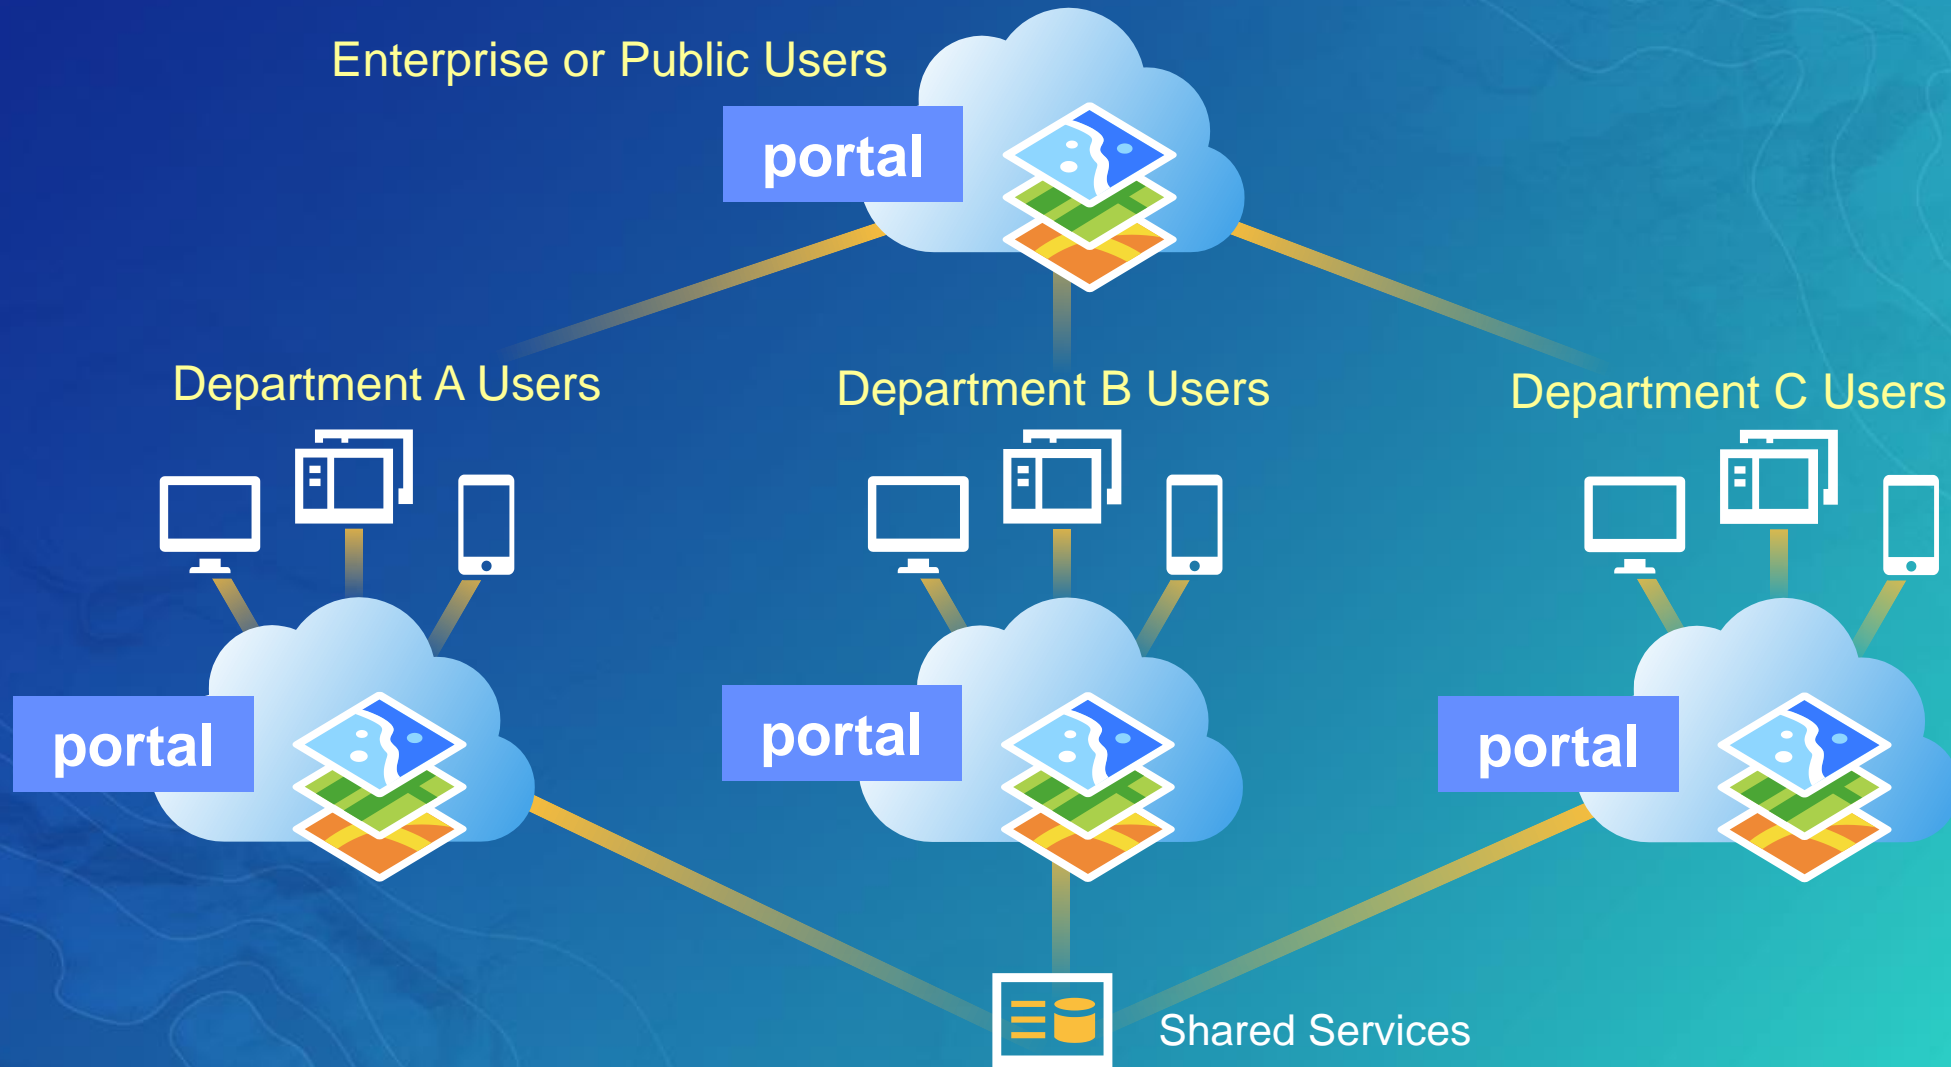 Enterprise or Public Users
portal
Department A Users
Department B Users
Department C Users
portal
portal
portal
Shared Services